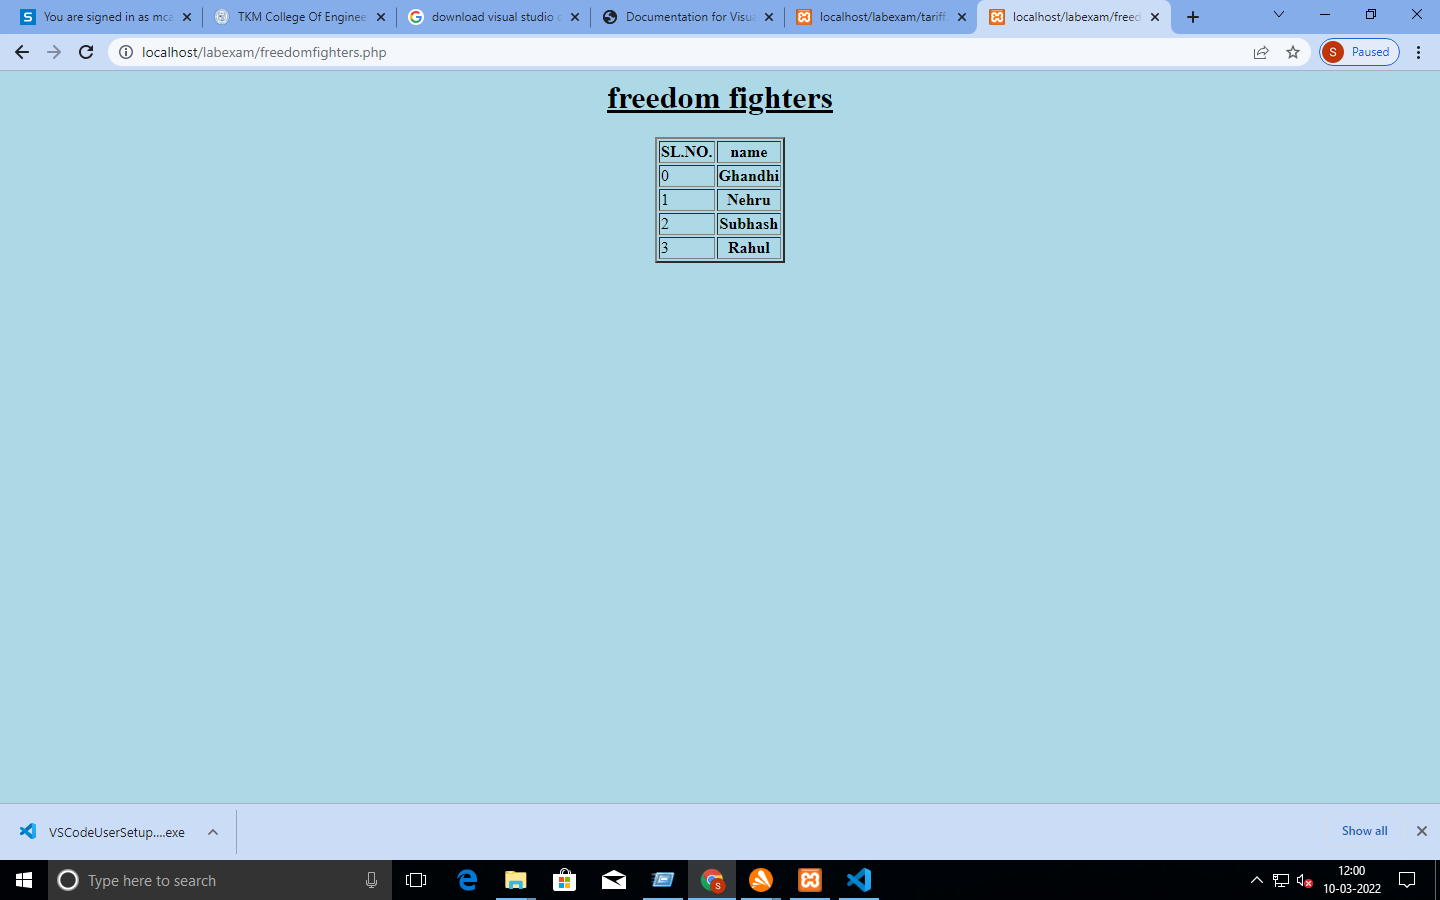 You are signed in as mca
TKM College Of Enginee
download visual studio c
Documentation for Visua
localhost/labexam/tariff.
localhost/labexam/freed
localhost/labexam/freedomfighters.php
S
Paused
freedom fighters
SL.NO. name
0 Ghandhi
1 Nehru
2 Subhash
3 Rahul
VSCodeUserSetup....exe
Show all
Type here to search
12:00
10-03-2022